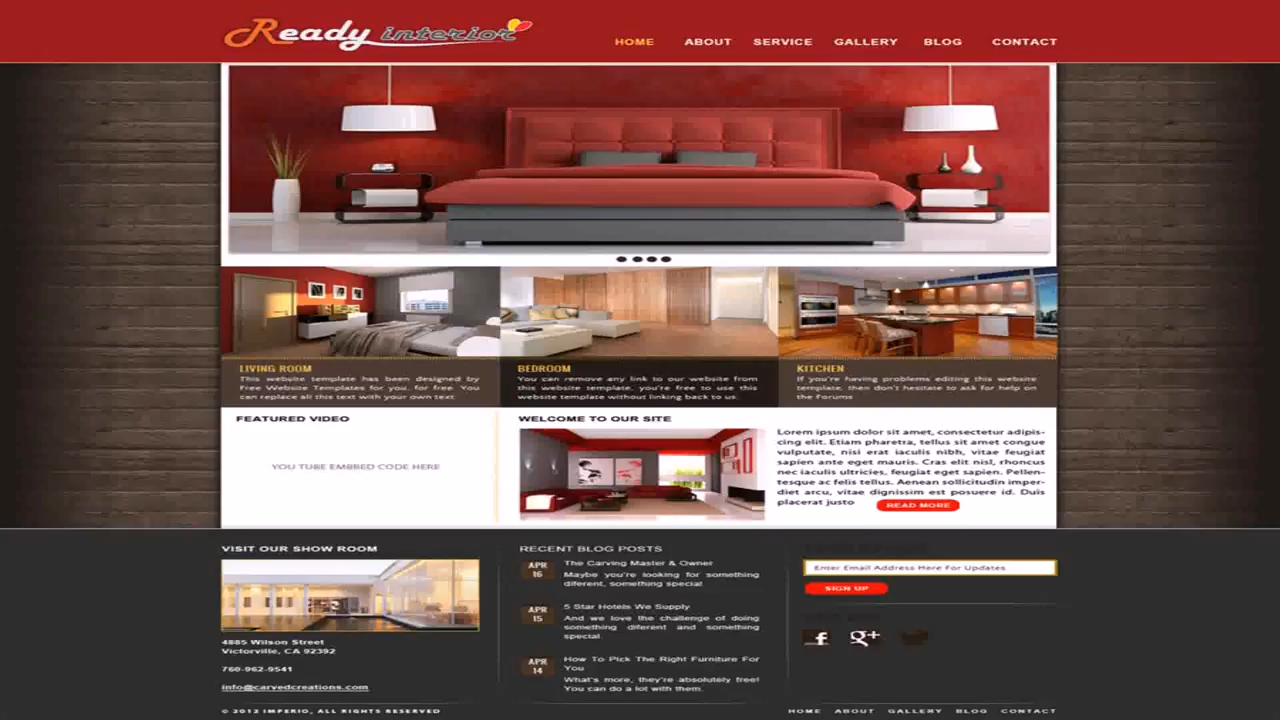 Ready interior
HOME ABOUT SERVICE GALLERY BLOG CONTACT
LIVING ROOM
This website template has been designed by
Free Website Templates for you, for free. You
can replace all this text with your own text
BEDROOM
You can remove any link to our website from
this website template, you're free to use this
website template without linking back to us.
KITCHEN
If you're having problems editing this website
template, then don't hesitate to ask for help on
the Forums
FEATURED VIDEO
YOU TUBE EMBBED CODE HERE
WELCOME TO OUR SITE
Lorem ipsum dolor sit amet, consectetur adipis-
cing elit. Etiam pharetra, tellus sit amet congue
vulputate, nisi erat iaculis nibh, vitae feugiat
sapien ante eget mauris. Cras elit nisl, rhoncus
nec iaculis ultricies, feugiat eget sapien. Pellen-
tesque ac felis tellus. Aenean sollicitudin imper-
diet arcu, vitae dignissim est posuere id. Duis
placerat justo
READ MORE
VISIT OUR SHOW ROOM
4885 Wilson Street
Victorville, CA 92392
760-962-9541
info@carvedcreations.com
RECENT BLOG POSTS
APR
16
The Carving Master & Owner
Maybe you're looking for something
diferent, something special.
APR
15
5 Star Hotels We Supply
And we love the challenge of doing
something diferent and something
special.
APR
14
How To Pick The Right Furniture For
You
What's more, they're absolutely free!
You can do a lot with them.
Enter Email Address Here For Updates
SIGN UP
f g+
© 2012 IMPERIO, ALL RIGHTS RESERVED
HOME ABOUT GALLERY BLOG CONTACT